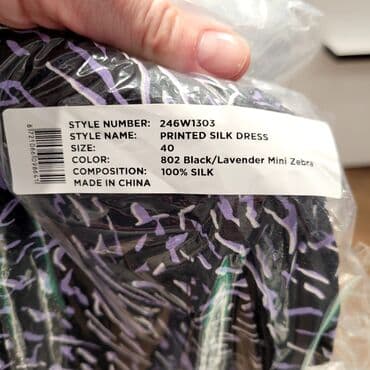 STYLE NUMBER: 246W1303
STYLE NAME: PRINTED SILK DRESS
SIZE: 40
COLOR: 802 Black/Lavender Mini Zebra
COMPOSITION: 100% SILK
MADE IN CHINA